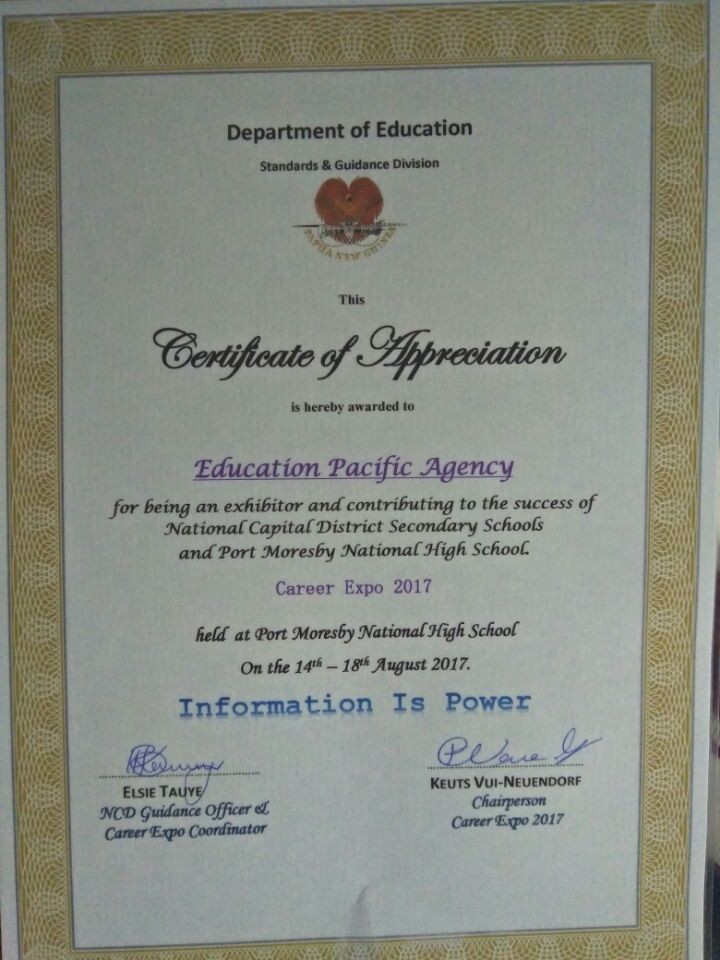 Department of Education
Standards & Guidance Division
PAPUA NEW GUINEA
This
Certificate of Appreciation
is hereby awarded to
Education Pacific Agency
for being an exhibitor and contributing to the success of
National Capital District Secondary Schools
and Port Moresby National High School.
Career Expo 2017
held at Port Moresby National High School
On the 14th – 18th August 2017.
Information Is Power
ELSIE TAUYE
NCD Guidance Officer &
Career Expo Coordinator
KEUTS VUI-NEUENDORF
Chairperson
Career Expo 2017